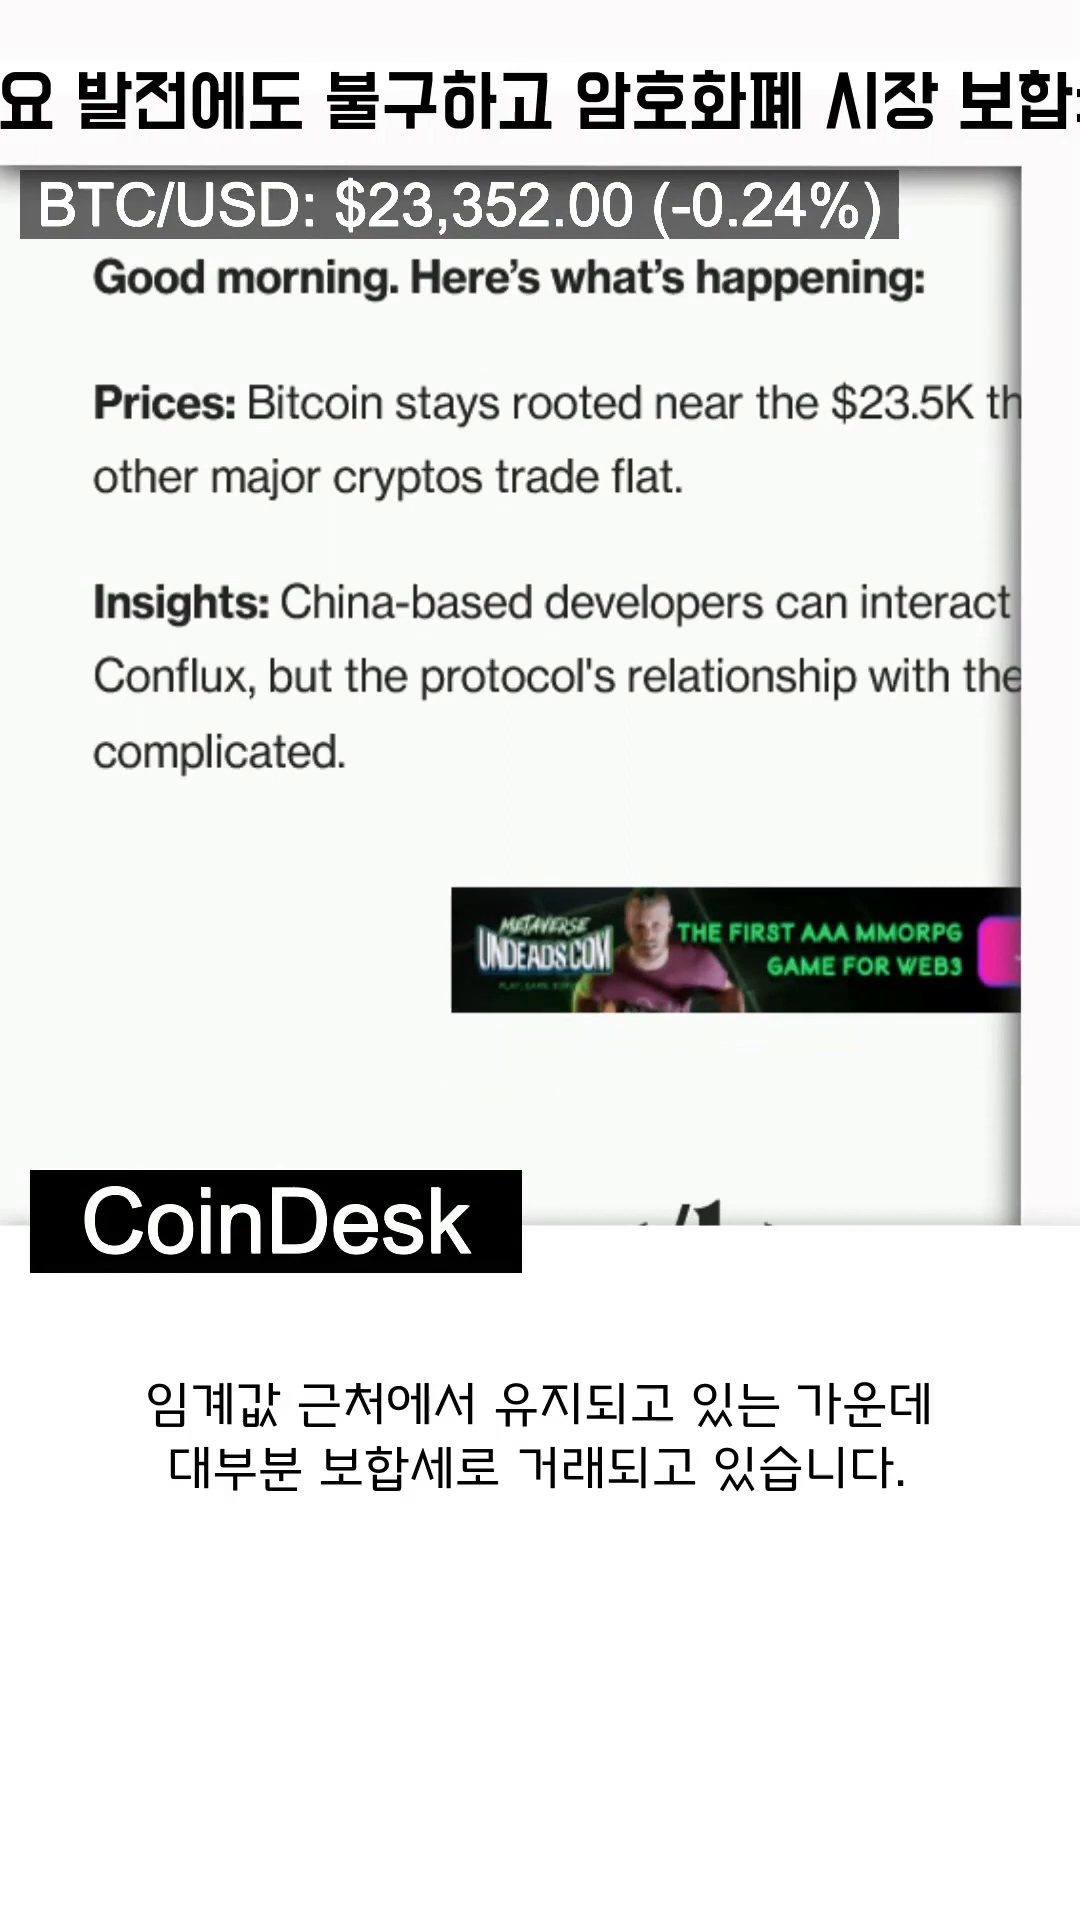 요 발전에도 불구하고 암호화폐 시장 보합
BTC/USD: $23,352.00 (-0.24%)
Good morning. Here’s what’s happening:
Prices: Bitcoin stays rooted near the $23.5K th
other major cryptos trade flat.
Insights: China-based developers can interact
Conflux, but the protocol's relationship with the
complicated.
METAVERSE
UNDEADS.COM
THE FIRST AAA MMORPG
GAME FOR WEB3
CoinDesk
임계값 근처에서 유지되고 있는 가운데
대부분 보합세로 거래되고 있습니다.